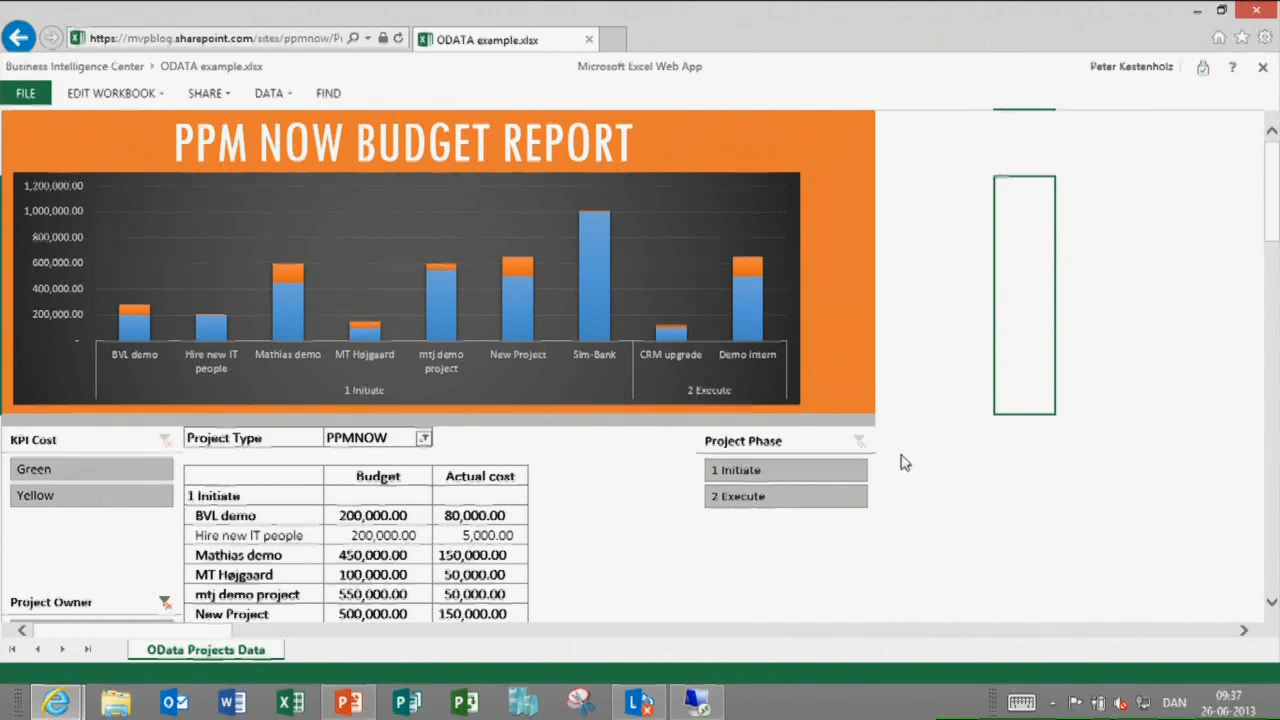 https://mvpblog.sharepoint.com/sites/ppmnow/P
ODATA example.xlsx
Business Intelligence Center
ODATA example.xlsx
Microsoft Excel Web App
Peter Kestenholz
?
FILE
EDIT WORKBOOK
SHARE
DATA
FIND
PPM NOW BUDGET REPORT
1,200,000.00
1,000,000.00
800,000.00
600,000.00
400,000.00
200,000.00
-
BVL demo
Hire new IT people
Mathias demo
MT Højgaard
mtj demo project
New Project
Sim-Bank
CRM upgrade
Demo Intern
1 Initiate
2 Execute
KPI Cost
Green
Yellow
Project Owner
Project Type PPMNOW
Budget Actual cost
1 Initiate
BVL demo 200,000.00 80,000.00
Hire new IT people 200,000.00 5,000.00
Mathias demo 450,000.00 150,000.00
MT Højgaard 100,000.00 50,000.00
mtj demo project 550,000.00 50,000.00
New Project 500,000.00 150,000.00
Project Phase
1 Initiate
2 Execute
OData Projects Data
DAN
09:37
26-06-2013